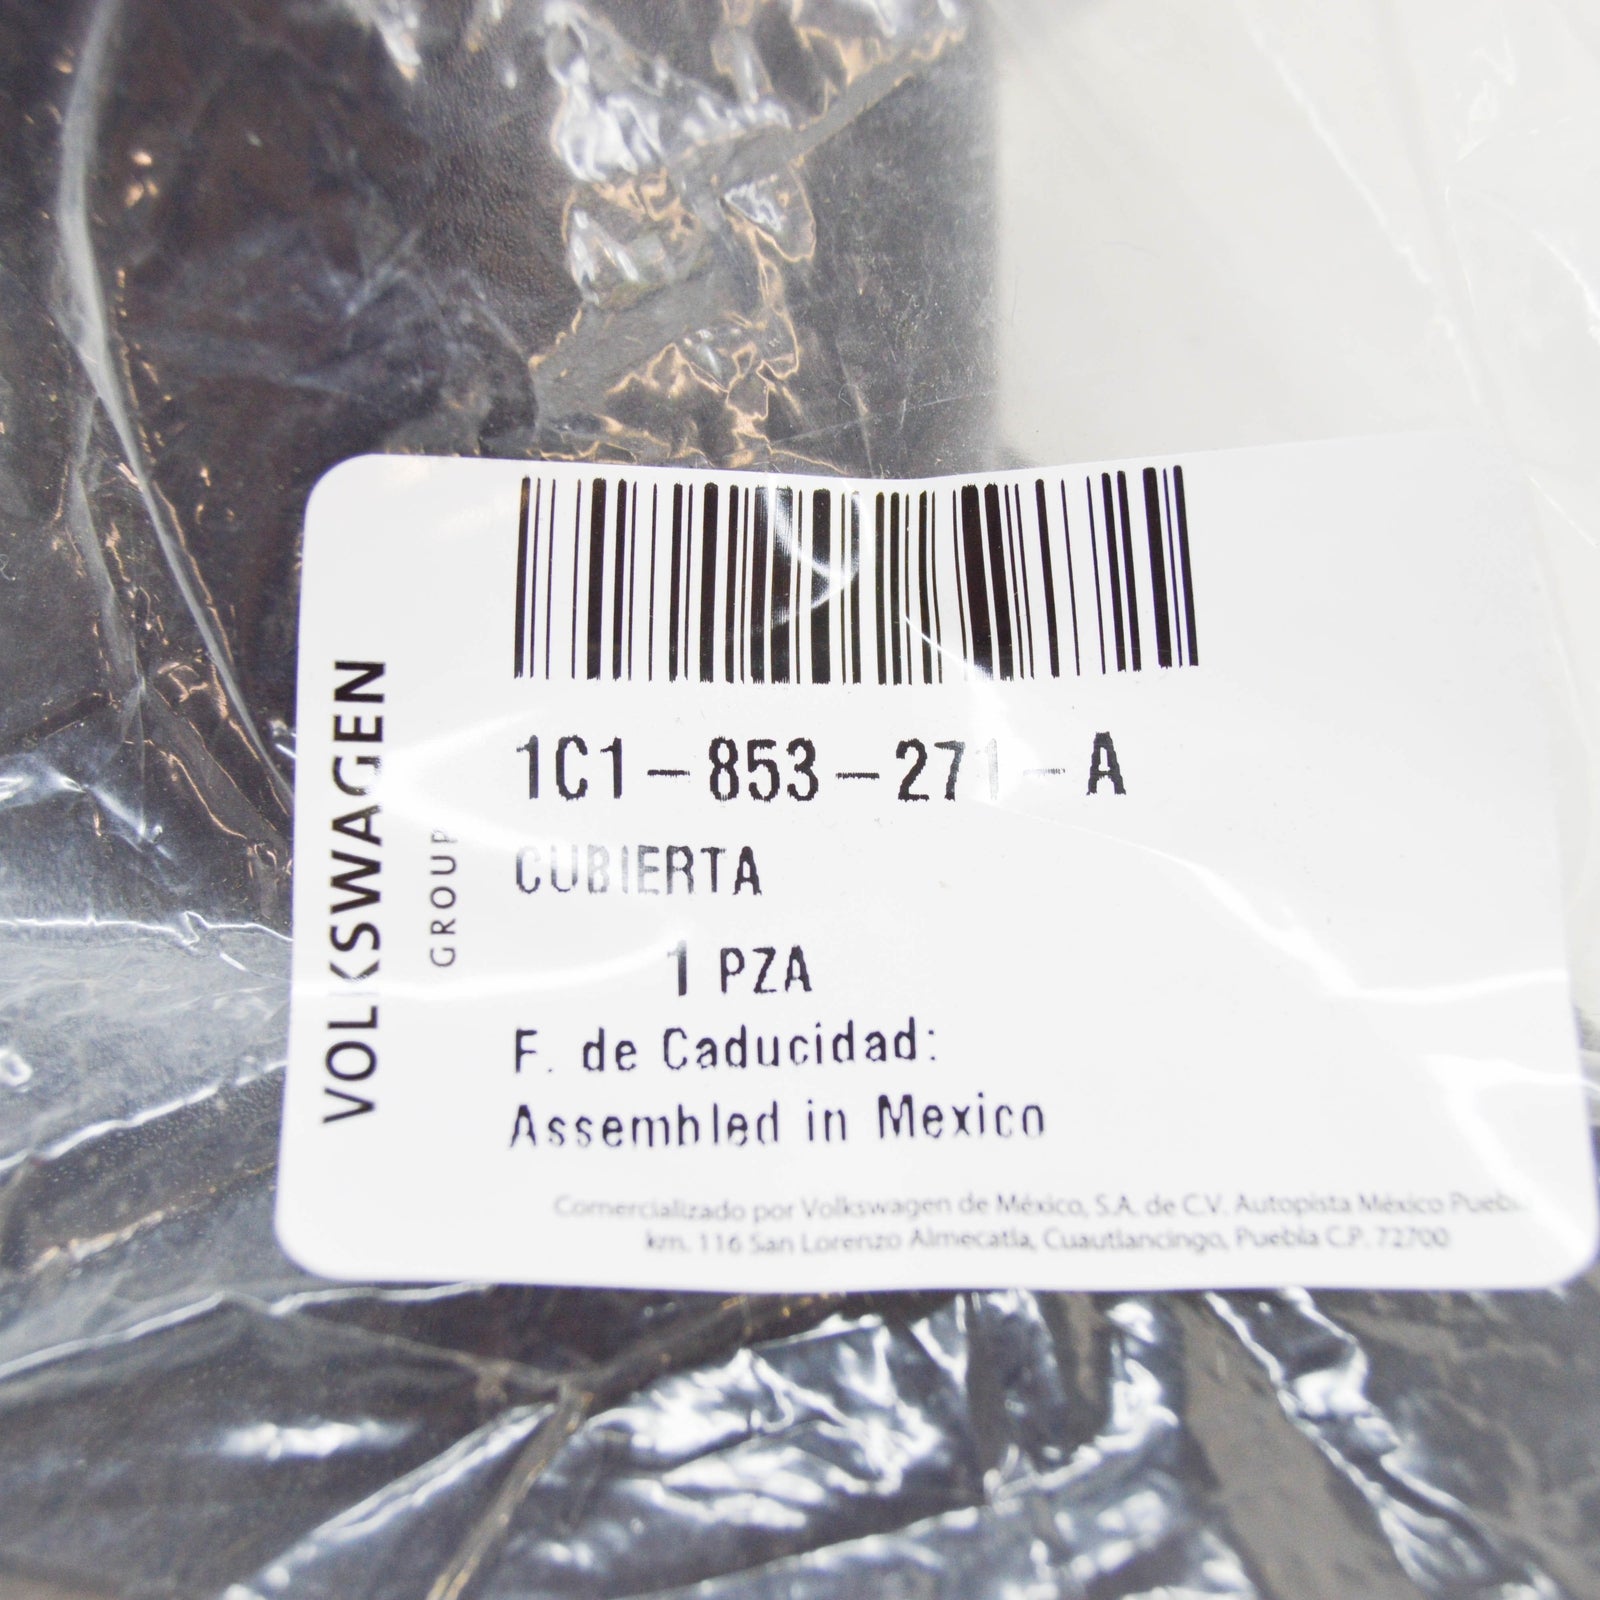 VOLKSWAGEN
GROUP
1C1-853-271-A
CUBIERTA
1 PZA
F. de Caducidad:
Assembled in Mexico
Comercializado por Volkswagen de México, S.A. de C.V. Autopista México Puebla
km. 116 San Lorenzo Almecatla, Cuautlancingo, Puebla C.P. 72700